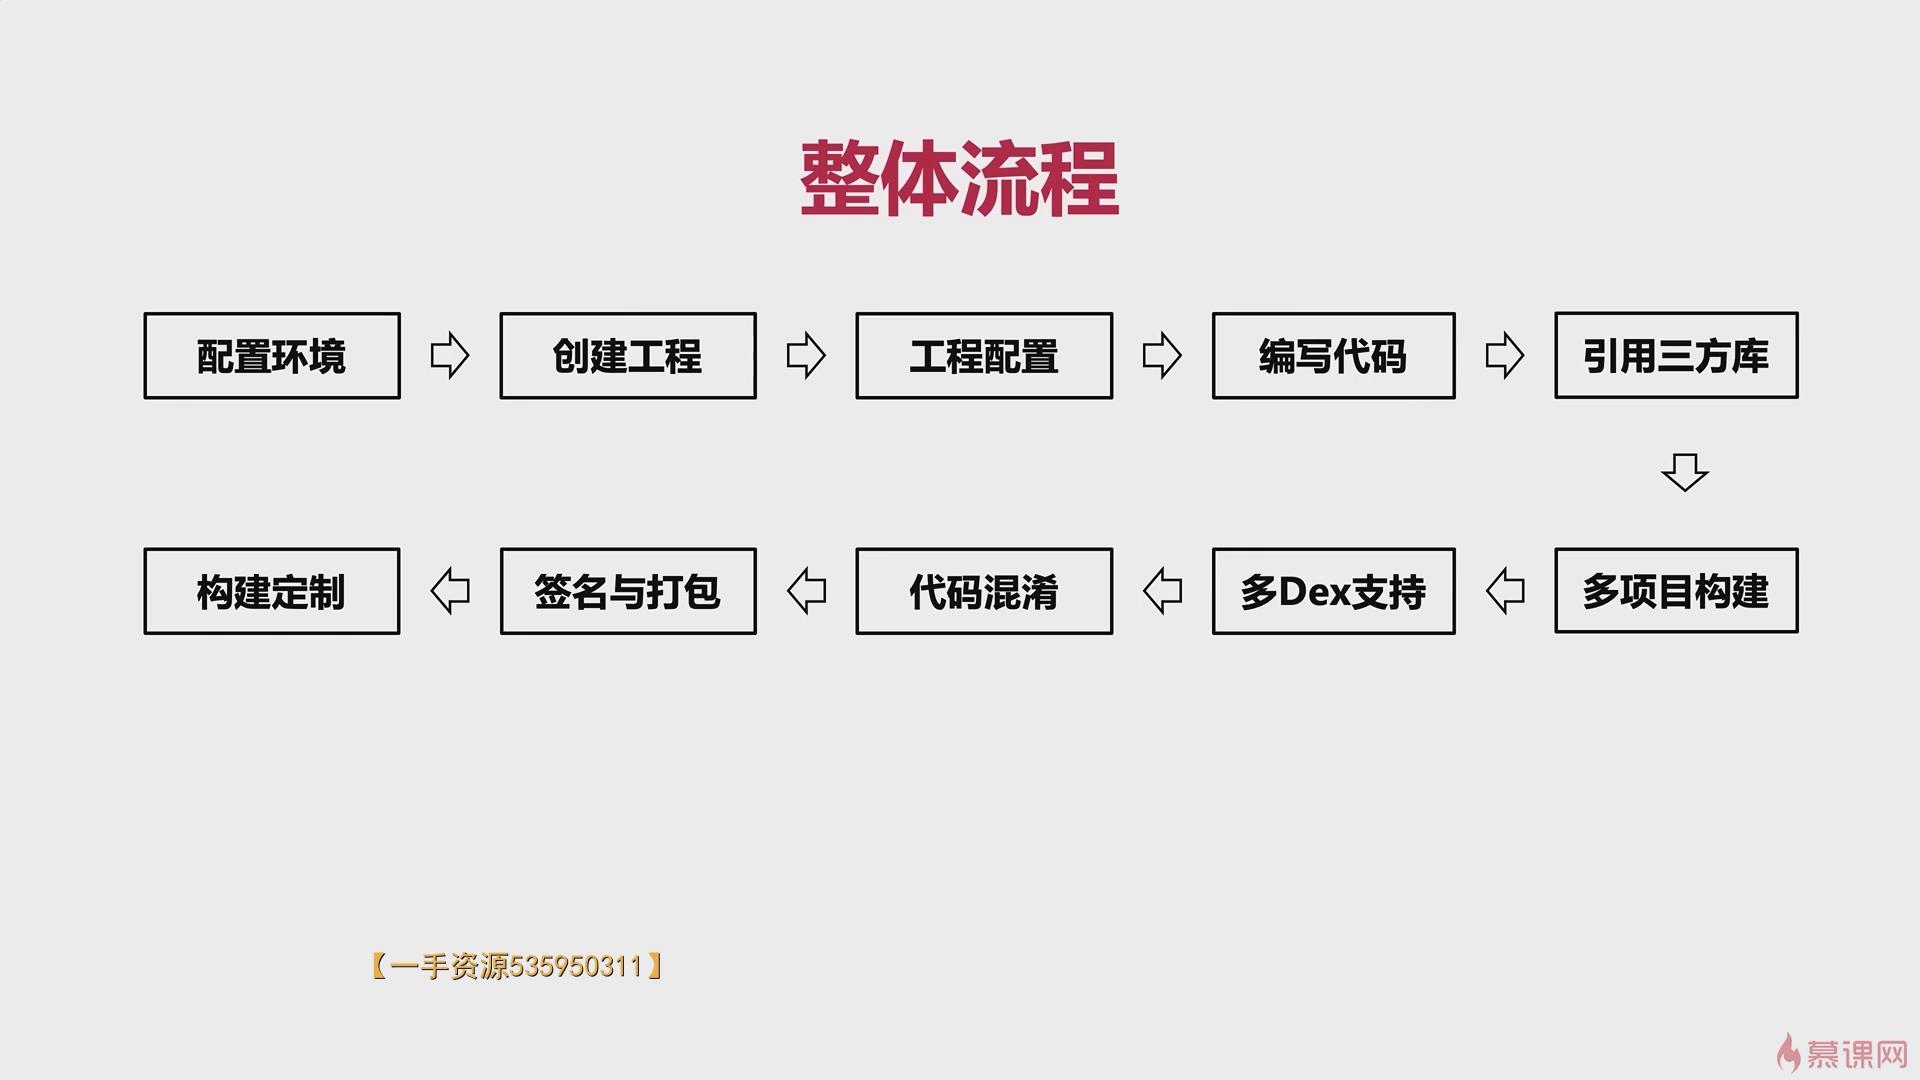 整体流程
配置环境
创建工程
工程配置
编写代码
引用三方库
多项目构建
多Dex支持
代码混淆
签名与打包
构建定制
【一手资源535950311】
慕课网